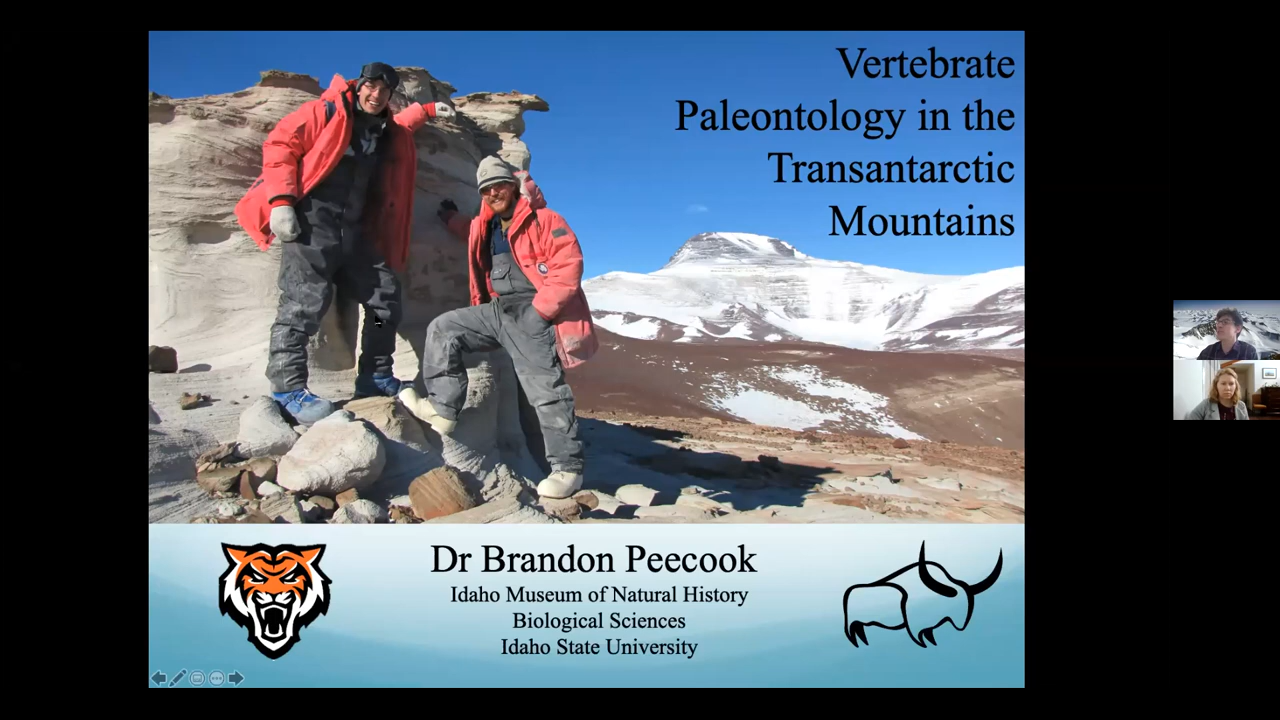 Vertebrate
Paleontology in the
Transantarctic
Mountains
Dr Brandon Peecook
Idaho Museum of Natural History
Biological Sciences
Idaho State University